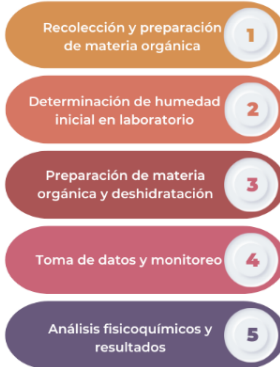 Recolección y preparación
de materia orgánica
1
Determinación de humedad
inicial en laboratorio
2
Preparación de materia
orgánica y deshidratación
3
Toma de datos y monitoreo
4
Análisis fisicoquímicos y
resultados
5